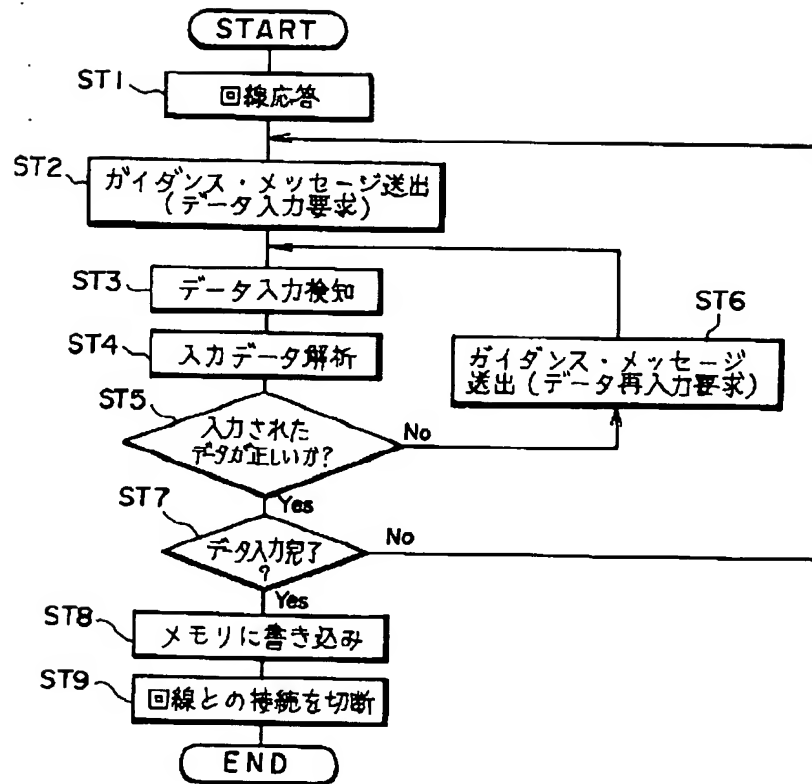 START
ST1
回線応答
ST2
ガイダンス・メッセージ送出
(データ入力要求)
ST3
データ入力検知
ST4
入力データ解析
ST5
入力された
データが正しいか?
No
ST6
ガイダンス・メッセージ
送出(データ再入力要求)
Yes
ST7
データ入力完了
?
No
Yes
ST8
メモリに書き込み
ST9
回線との接続を切断
END